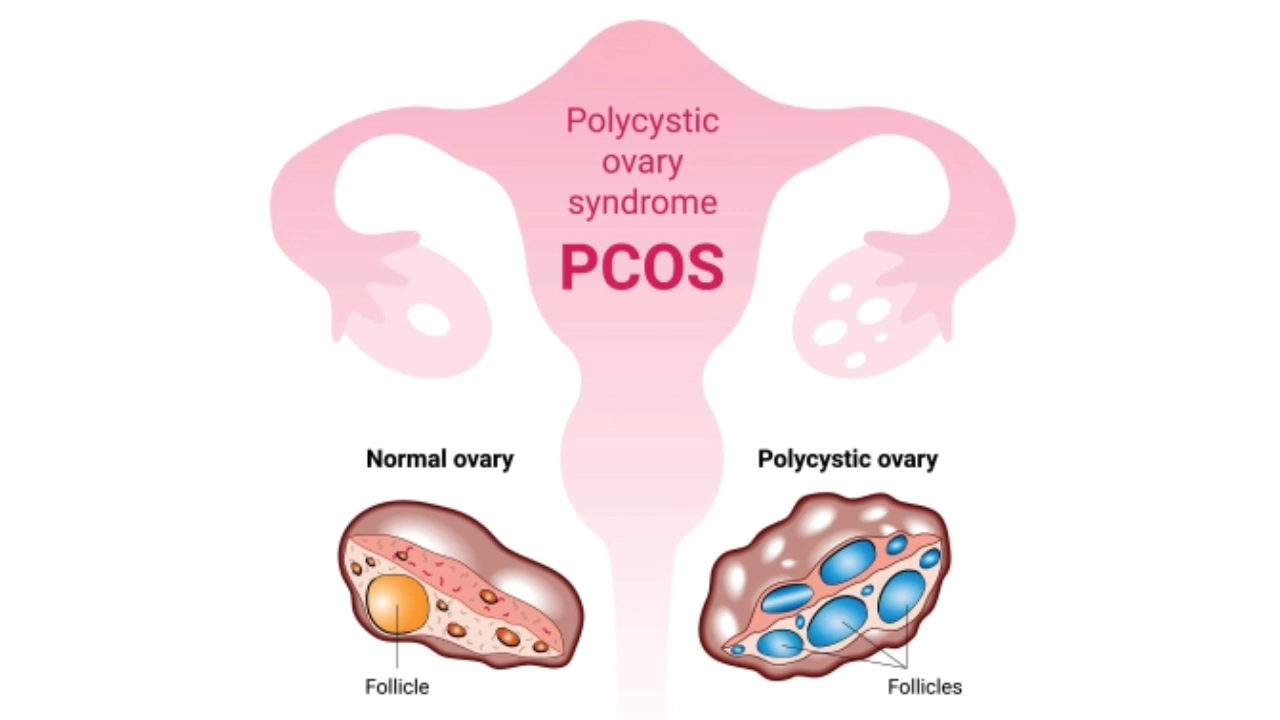 Polycystic
ovary
syndrome
PCOS
Normal ovary
Polycystic ovary
Follicle
Follicles